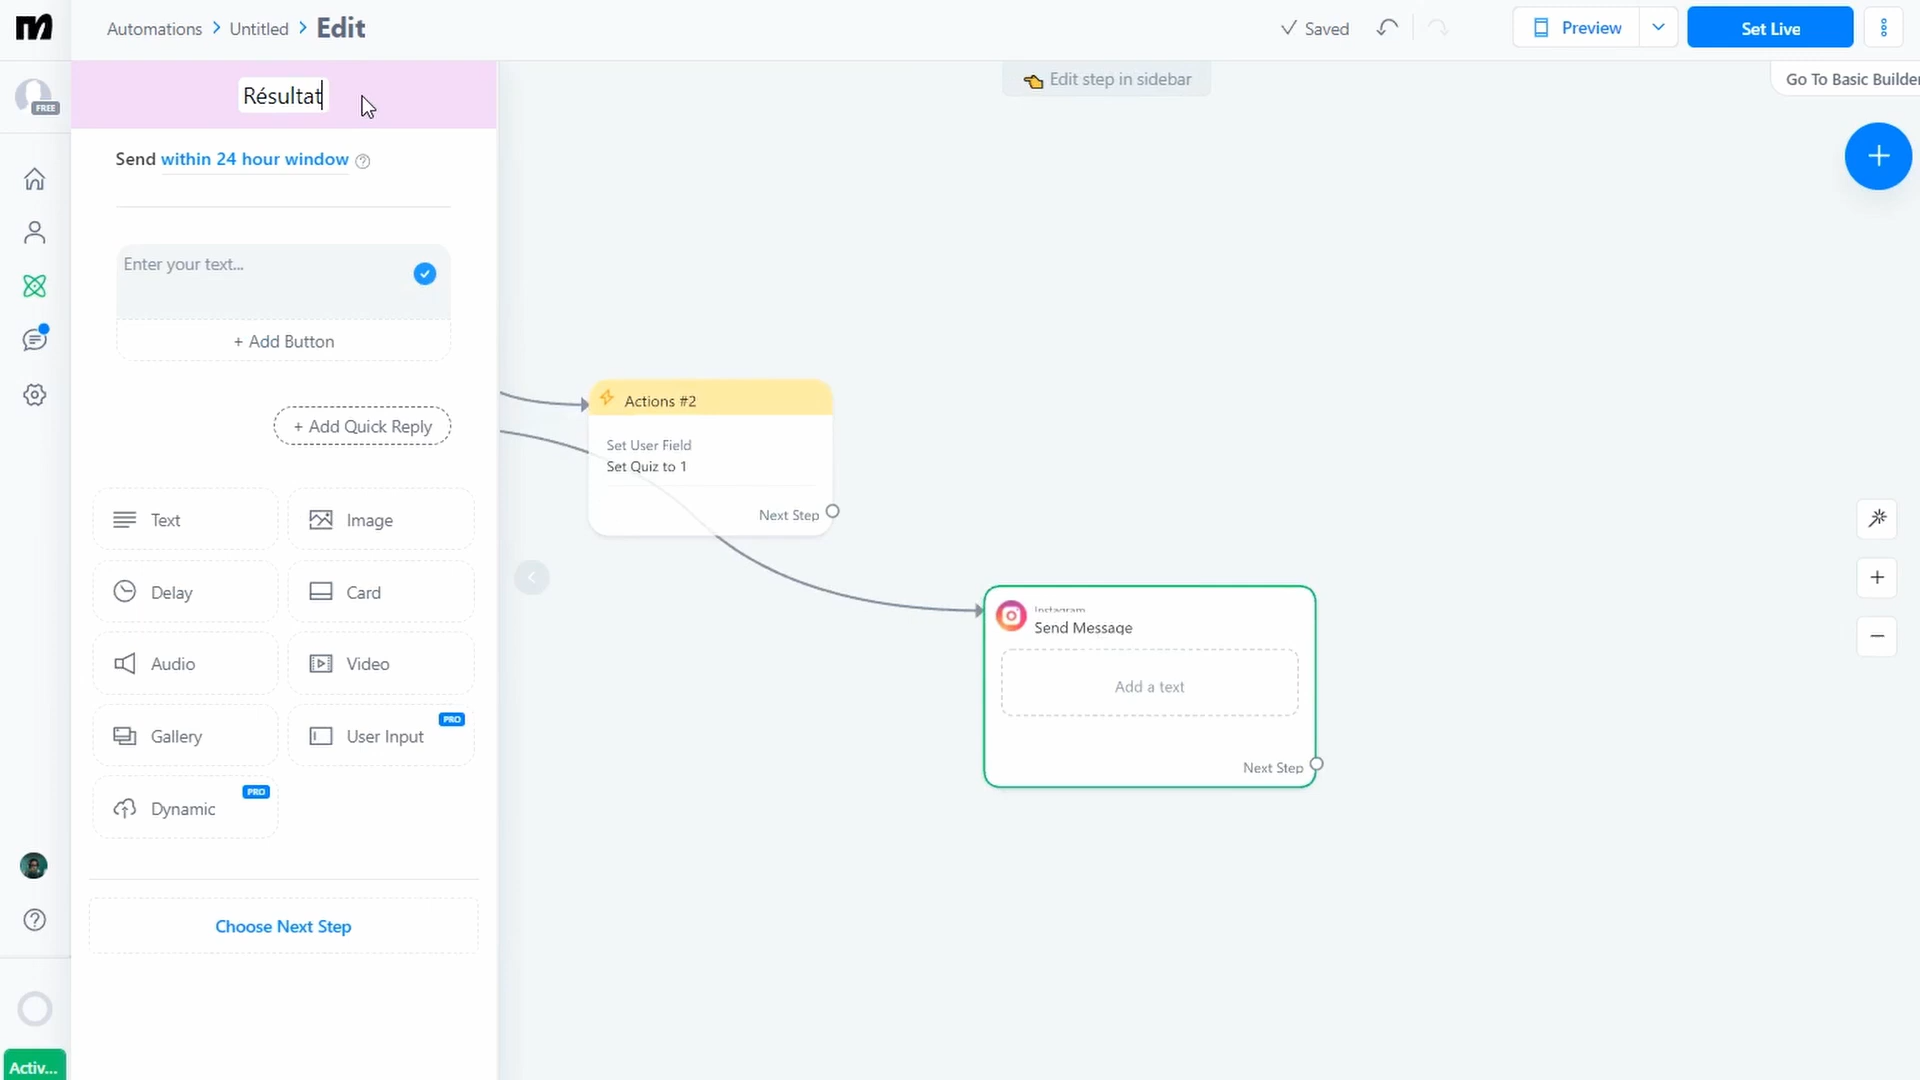 Automations > Untitled > Edit
Saved
Preview
Set Live
FREE
Résultat
Edit step in sidebar
Go To Basic Builder
Send within 24 hour window
Enter your text...
+ Add Button
+ Add Quick Reply
Text
Image
Delay
Card
Audio
Video
Gallery
User Input
PRO
Dynamic
PRO
Choose Next Step
Actions #2
Set User Field
Set Quiz to 1
Next Step
Instagram
Send Message
Add a text
Next Step
Activ...